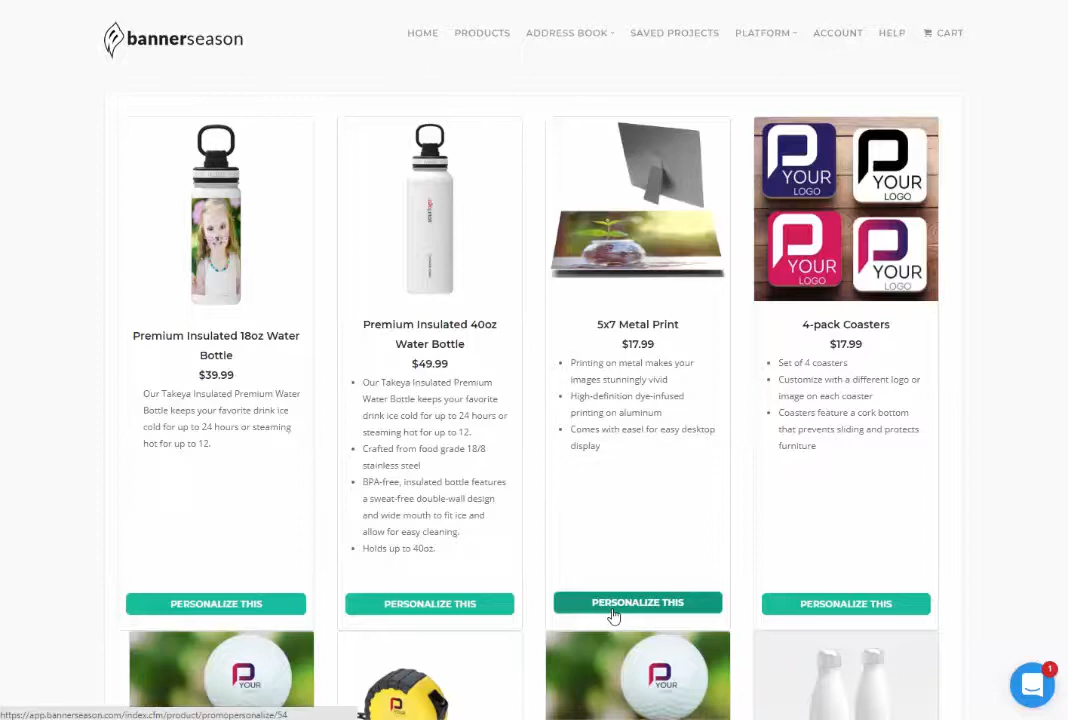 bannerseason
HOME PRODUCTS ADDRESS BOOK SAVED PROJECTS PLATFORM ACCOUNT HELP CART
YOUR
LOGO
YOUR
LOGO
YOUR
LOGO
YOUR
LOGO
Premium Insulated 18oz Water
Bottle
$39.99
Our Takeya Insulated Premium Water
Bottle keeps your favorite drink ice
cold for up to 24 hours or steaming
hot for up to 12.
PERSONALIZE THIS
Premium Insulated 40oz
Water Bottle
$49.99
• Our Takeya Insulated Premium
Water Bottle keeps your favorite
drink ice cold for up to 24 hours or
steaming hot for up to 12.
• Crafted from food grade 18/8
stainless steel
• BPA-free, insulated bottle features
a sweat-free double-wall design
and wide mouth to fit ice and
allow for easy cleaning.
• Holds up to 40oz.
PERSONALIZE THIS
5x7 Metal Print
$17.99
• Printing on metal makes your
images stunningly vivid
• High-definition dye-infused
printing on aluminum
• Comes with easel for easy desktop
display
PERSONALIZE THIS
4-pack Coasters
$17.99
• Set of 4 coasters
• Customize with a different logo or
image on each coaster
• Coasters feature a cork bottom
that prevents sliding and protects
furniture
PERSONALIZE THIS
YOUR
YOUR
1
https://app.bannerseason.com/index.cfm/product/promopersonalize/54